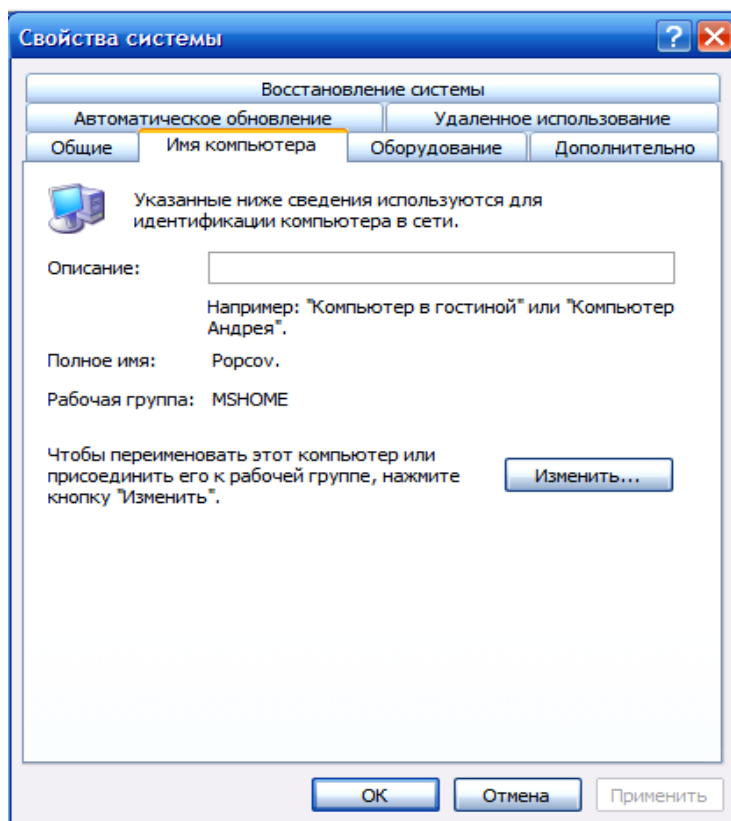 Свойства системы
Восстановление системы
Автоматическое обновление Удаленное использование
Общие Имя компьютера Оборудование Дополнительно
Указанные ниже сведения используются для
идентификации компьютера в сети.
Описание:
Например: "Компьютер в гостиной" или "Компьютер
Андрея".
Полное имя: Popcov.
Рабочая группа: MSHOME
Чтобы переименовать этот компьютер или
присоединить его к рабочей группе, нажмите
кнопку "Изменить".
Изменить...
ОК Отмена Применить